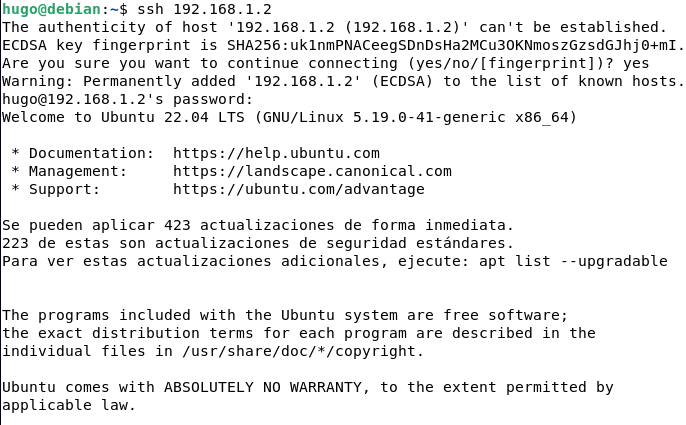 hugo@debian:~$ ssh 192.168.1.2
The authenticity of host '192.168.1.2 (192.168.1.2)' can't be established.
ECDSA key fingerprint is SHA256:uk1nmPNACeegSDnDsHa2MCu3OKNmoszGzsdGJhj0+mI.
Are you sure you want to continue connecting (yes/no/[fingerprint])? yes
Warning: Permanently added '192.168.1.2' (ECDSA) to the list of known hosts.
hugo@192.168.1.2's password:
Welcome to Ubuntu 22.04 LTS (GNU/Linux 5.19.0-41-generic x86_64)

 * Documentation:  https://help.ubuntu.com
 * Management:     https://landscape.canonical.com
 * Support:        https://ubuntu.com/advantage

Se pueden aplicar 423 actualizaciones de forma inmediata.
223 de estas son actualizaciones de seguridad estándares.
Para ver estas actualizaciones adicionales, ejecute: apt list --upgradable


The programs included with the Ubuntu system are free software;
the exact distribution terms for each program are described in the
individual files in /usr/share/doc/*/copyright.

Ubuntu comes with ABSOLUTELY NO WARRANTY, to the extent permitted by
applicable law.